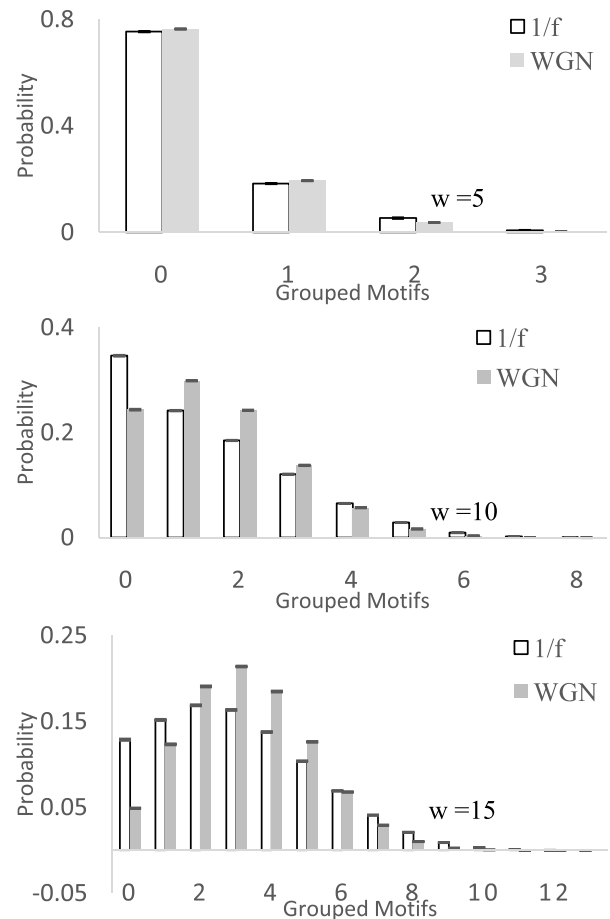 0.8
1/f
WGN
Probability
0.4
w =5
0
0 1 2 3
Grouped Motifs
0.4
1/f
WGN
Probability
0.2
w =10
0
0 2 4 6 8
Grouped Motifs
0.25
1/f
WGN
Probability
0.15
w =15
0.05
0 2 4 6 8 10 12
-0.05
Grouped Motifs